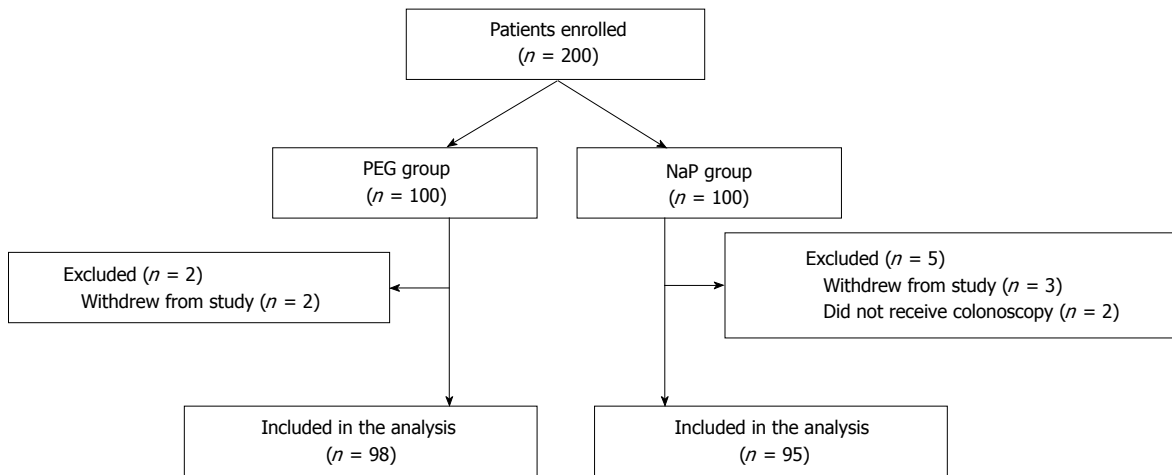 Patients enrolled
(n = 200)
PEG group
(n = 100)
NaP group
(n = 100)
Excluded (n = 2)
Withdrew from study (n = 2)
Excluded (n = 5)
Withdrew from study (n = 3)
Did not receive colonoscopy (n = 2)
Included in the analysis
(n = 98)
Included in the analysis
(n = 95)